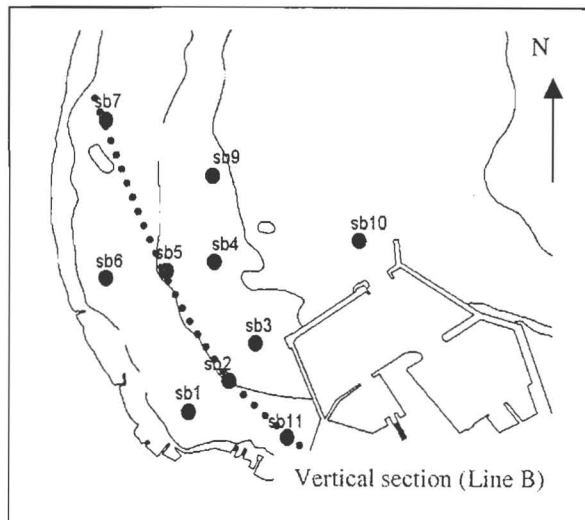 N
sb7
sb9
sb10
sb5
sb4
sb6
sb3
sb2
sb1
sb11
Vertical section (Line B)